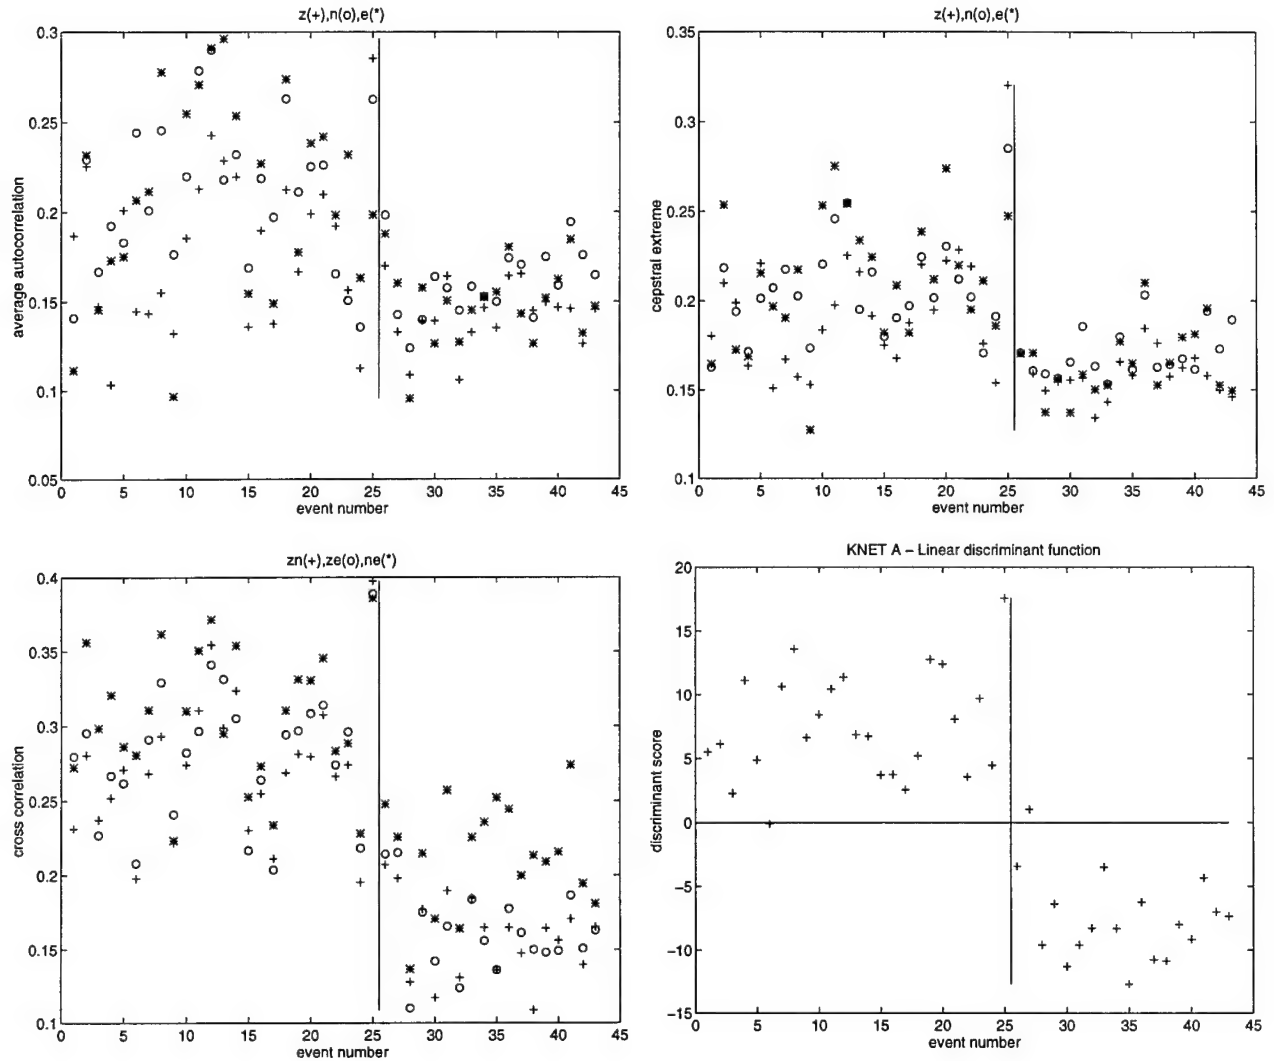 z(+),n(o),e(*)
0.3
0.25
0.2
0.15
0.1
0.05
average autocorrelation
0 5 10 15 20 25 30 35 40 45
event number
z(+),n(o),e(*)
0.35
0.3
0.25
0.2
0.15
0.1
cepstral extreme
0 5 10 15 20 25 30 35 40 45
event number
zn(+),ze(o),ne(*)
0.4
0.35
0.3
0.25
0.2
0.15
0.1
cross correlation
0 5 10 15 20 25 30 35 40 45
event number
KNET A – Linear discriminant function
20
15
10
5
0
−5
−10
−15
discriminant score
0 5 10 15 20 25 30 35 40 45
event number